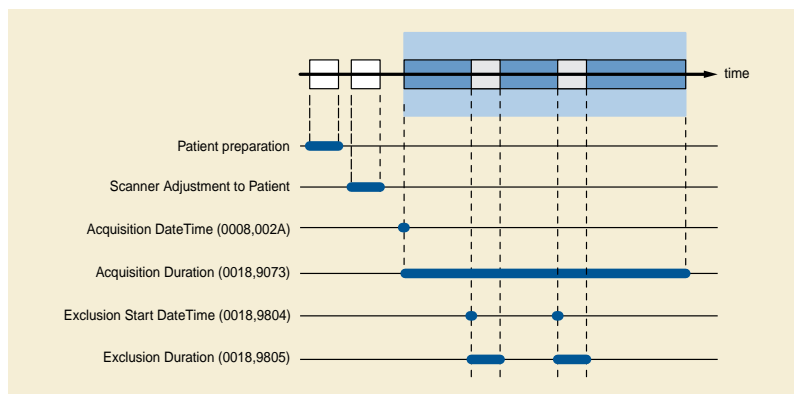 time
Patient preparation
Scanner Adjustment to Patient
Acquisition DateTime (0008,002A)
Acquisition Duration (0018,9073)
Exclusion Start DateTime (0018,9804)
Exclusion Duration (0018,9805)